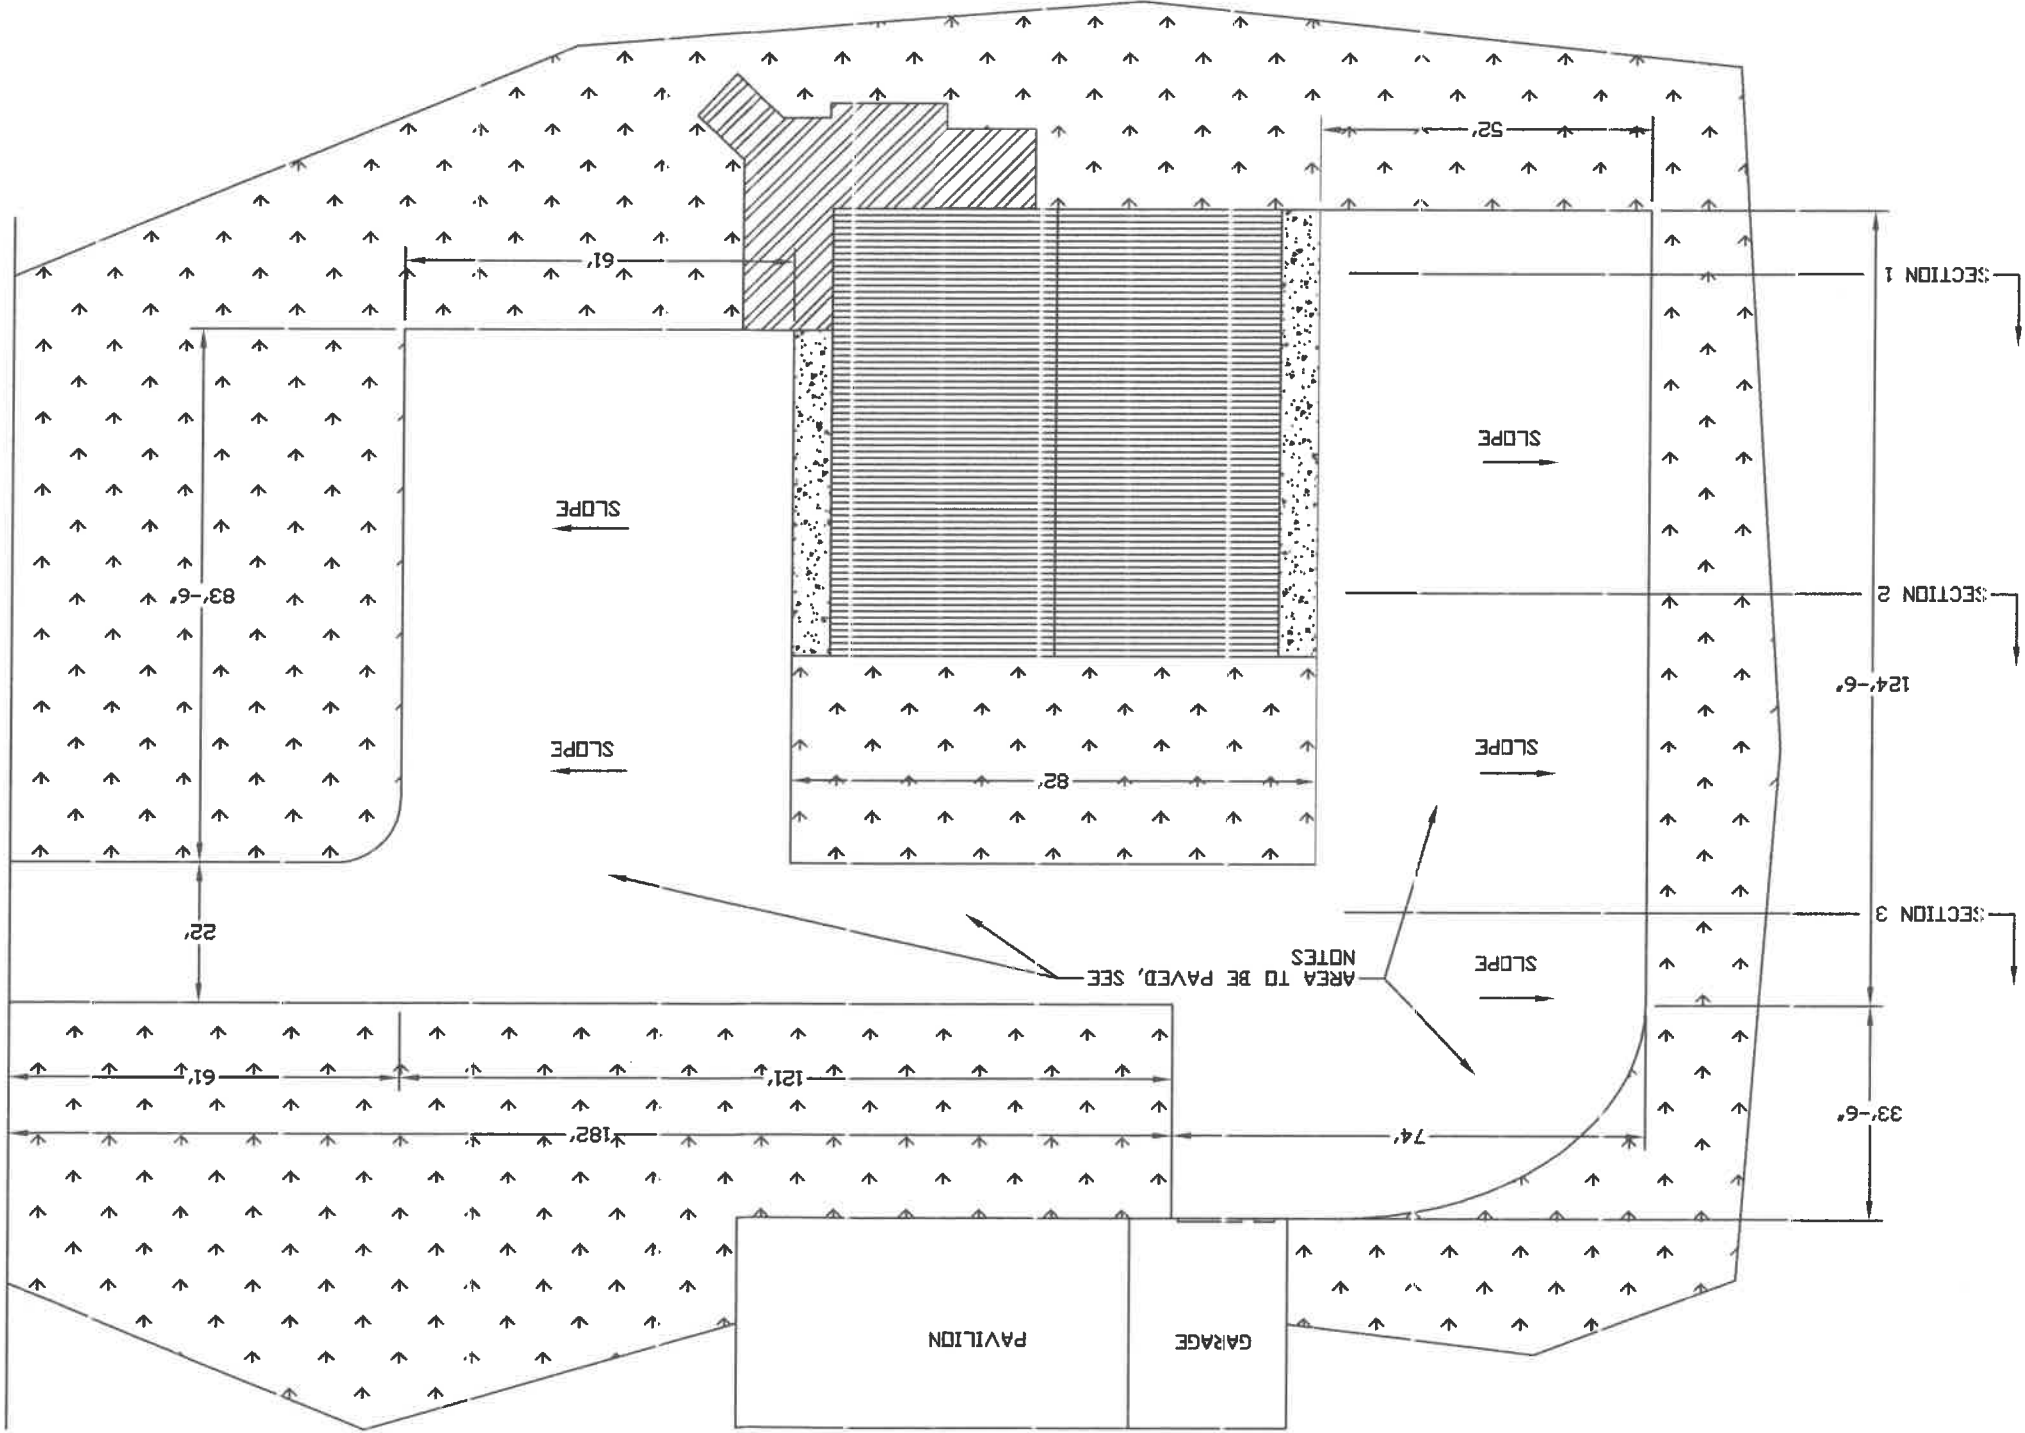 GARAGE
PAVILION
74'
182'
33'-6"
121'
61'
AREA TO BE PAVED, SEE
NOTES
SLOPE
22'
SECTION 3
82'
SLOPE
SLOPE
124'-6"
SECTION 2
83'-6"
SLOPE
SLOPE
SECTION 1
61'
52'